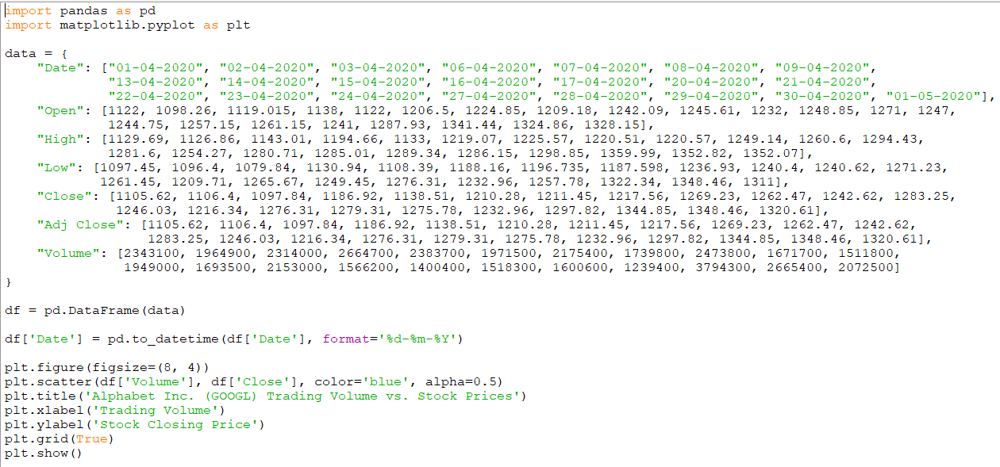 import pandas as pd
import matplotlib.pyplot as plt

data = {
    "Date": ["01-04-2020", "02-04-2020", "03-04-2020", "06-04-2020", "07-04-2020", "08-04-2020", "09-04-2020",
             "13-04-2020", "14-04-2020", "15-04-2020", "16-04-2020", "17-04-2020", "20-04-2020", "21-04-2020",
             "22-04-2020", "23-04-2020", "24-04-2020", "27-04-2020", "28-04-2020", "29-04-2020", "30-04-2020", "01-05-2020"],
    "Open": [1122, 1098.26, 1119.015, 1138, 1122, 1206.5, 1224.85, 1209.18, 1242.09, 1245.61, 1232, 1248.85, 1271, 1247,
             1244.75, 1257.15, 1261.15, 1241, 1287.93, 1341.44, 1324.86, 1328.15],
    "High": [1129.69, 1126.86, 1143.01, 1194.66, 1133, 1219.07, 1225.57, 1220.51, 1220.57, 1249.14, 1260.6, 1294.43,
             1281.6, 1254.27, 1280.71, 1285.01, 1289.34, 1286.15, 1298.85, 1359.99, 1352.82, 1352.07],
    "Low": [1097.45, 1096.4, 1079.84, 1130.94, 1108.39, 1188.16, 1196.735, 1187.598, 1236.93, 1240.4, 1240.62, 1271.23,
            1261.45, 1209.71, 1265.67, 1249.45, 1276.31, 1232.96, 1257.78, 1322.34, 1348.46, 1311],
    "Close": [1105.62, 1106.4, 1097.84, 1186.92, 1138.51, 1210.28, 1211.45, 1217.56, 1269.23, 1262.47, 1242.62, 1283.25,
              1246.03, 1216.34, 1276.31, 1279.31, 1275.78, 1232.96, 1297.82, 1344.85, 1348.46, 1320.61],
    "Adj Close": [1105.62, 1106.4, 1097.84, 1186.92, 1138.51, 1210.28, 1211.45, 1217.56, 1269.23, 1262.47, 1242.62,
                  1283.25, 1246.03, 1216.34, 1276.31, 1279.31, 1275.78, 1232.96, 1297.82, 1344.85, 1348.46, 1320.61],
    "Volume": [2343100, 1964900, 2314000, 2664700, 2383700, 1971500, 2175400, 1739800, 2473800, 1671700, 1511800,
               1949000, 1693500, 2153000, 1566200, 1400400, 1518300, 1600600, 1239400, 3794300, 2665400, 2072500]
}

df = pd.DataFrame(data)

df['Date'] = pd.to_datetime(df['Date'], format='%d-%m-%Y')

plt.figure(figsize=(8, 4))
plt.scatter(df['Volume'], df['Close'], color='blue', alpha=0.5)
plt.title('Alphabet Inc. (GOOGL) Trading Volume vs. Stock Prices')
plt.xlabel('Trading Volume')
plt.ylabel('Stock Closing Price')
plt.grid(True)
plt.show()